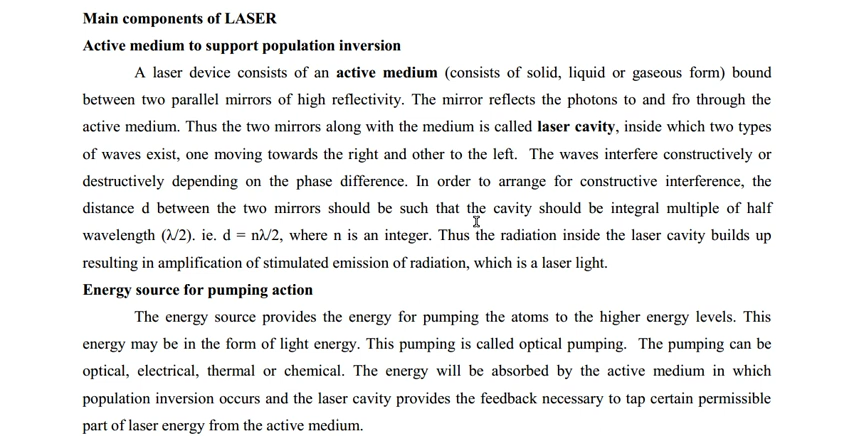 Main components of LASER
Active medium to support population inversion
A laser device consists of an active medium (consists of solid, liquid or gaseous form) bound
between two parallel mirrors of high reflectivity. The mirror reflects the photons to and fro through the
active medium. Thus the two mirrors along with the medium is called laser cavity, inside which two types
of waves exist, one moving towards the right and other to the left. The waves interfere constructively or
destructively depending on the phase difference. In order to arrange for constructive interference, the
distance d between the two mirrors should be such that the cavity should be integral multiple of half
wavelength (λ/2). ie. d = nλ/2, where n is an integer. Thus the radiation inside the laser cavity builds up
resulting in amplification of stimulated emission of radiation, which is a laser light.
Energy source for pumping action
The energy source provides the energy for pumping the atoms to the higher energy levels. This
energy may be in the form of light energy. This pumping is called optical pumping. The pumping can be
optical, electrical, thermal or chemical. The energy will be absorbed by the active medium in which
population inversion occurs and the laser cavity provides the feedback necessary to tap certain permissible
part of laser energy from the active medium.